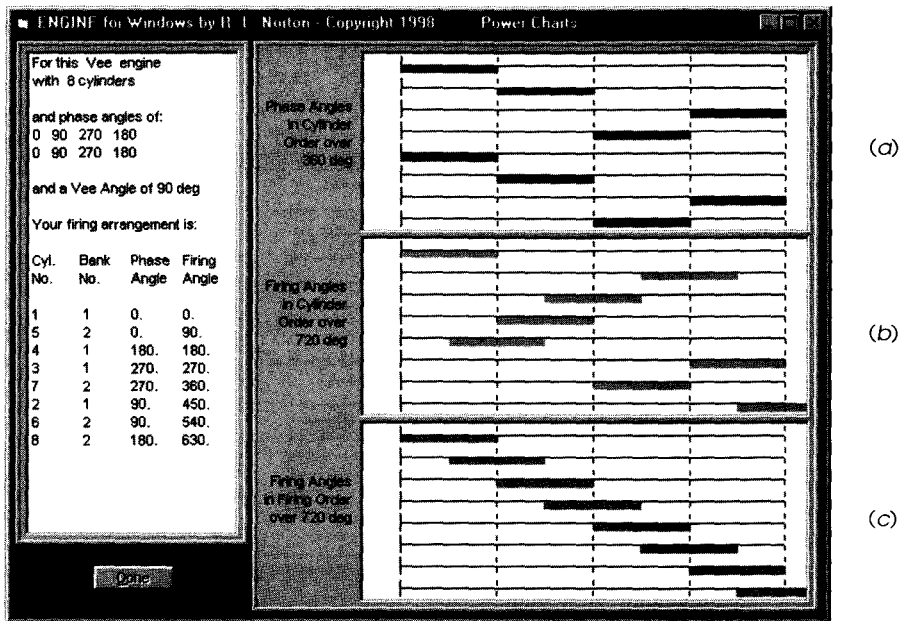 ENGINE for Windows by R. L. Norton - Copyright 1998 Power Charts
For this Vee engine
with 8 cylinders
and phase angles of:
0 90 270 180
0 90 270 180
and a Vee Angle of 90 deg
Your firing arrangement is:
Cyl. Bank Phase Firing
No. No. Angle Angle
1 1 0. 0.
5 2 0. 90.
4 1 180. 180.
3 1 270. 270.
7 2 270. 360.
2 1 90. 450.
6 2 90. 540.
8 2 180. 630.
Done
Phase Angles
in Cylinder
Order over
360 deg
(a)
Firing Angles
in Cylinder
Order over
720 deg
(b)
Firing Angles
in Firing Order
over 720 deg
(c)